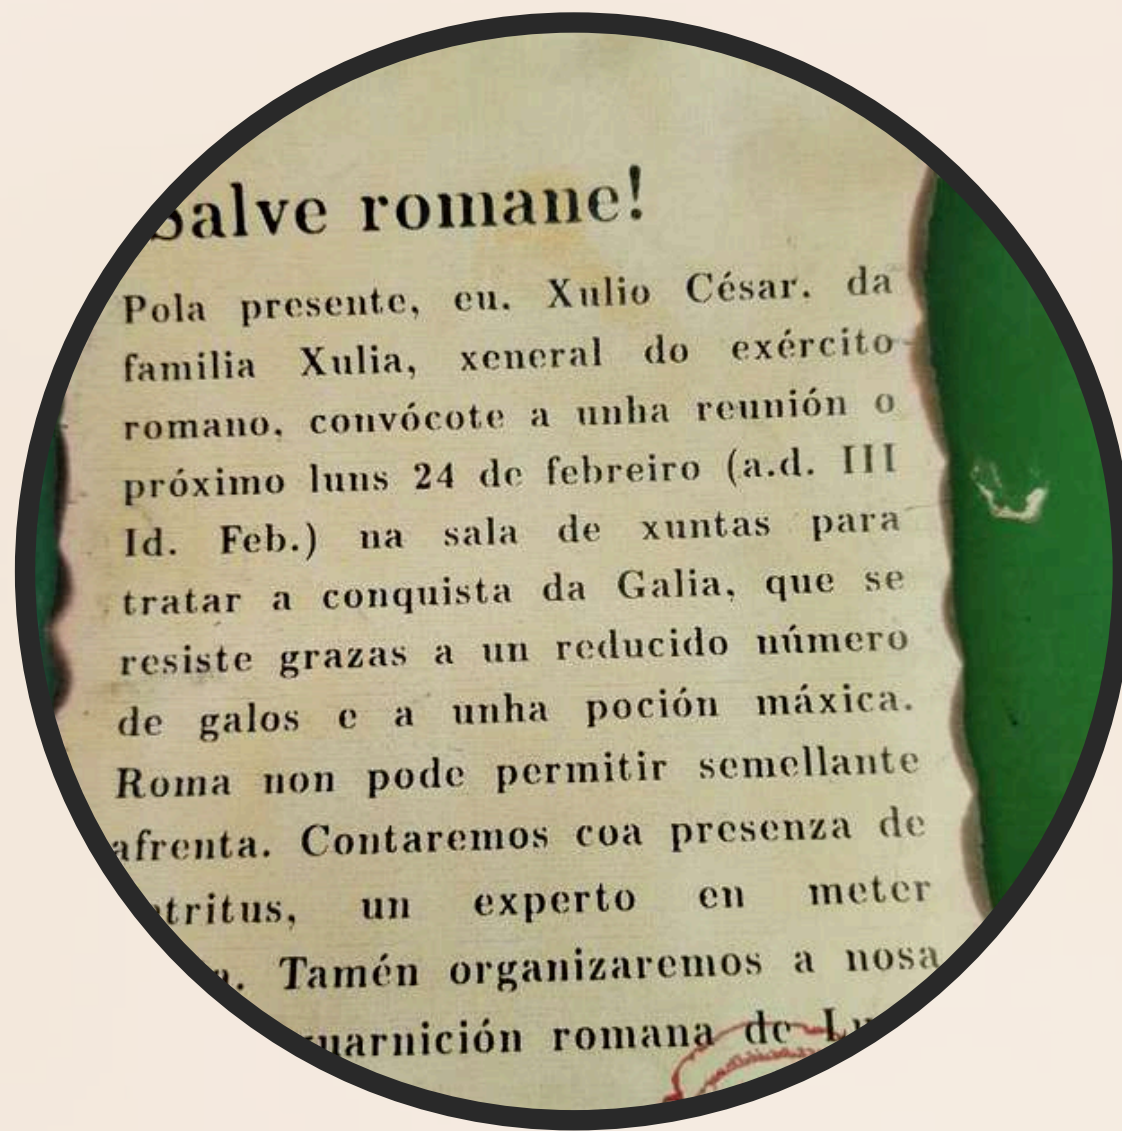 Salve romane!
Pola presente, eu. Xulio César. da
familia Xulia, xeneral do exército
romano, convócote a unha reunión o
próximo luns 24 de febreiro (a.d. III
Id. Feb.) na sala de xuntas para
tratar a conquista da Galia, que se
resiste grazas a un reducido número
de galos e a unha poción máxica.
Roma non pode permitir semellante
afrenta. Contaremos coa presenza de
un experto en meter
Tamén organizaremos a nosa
romana de